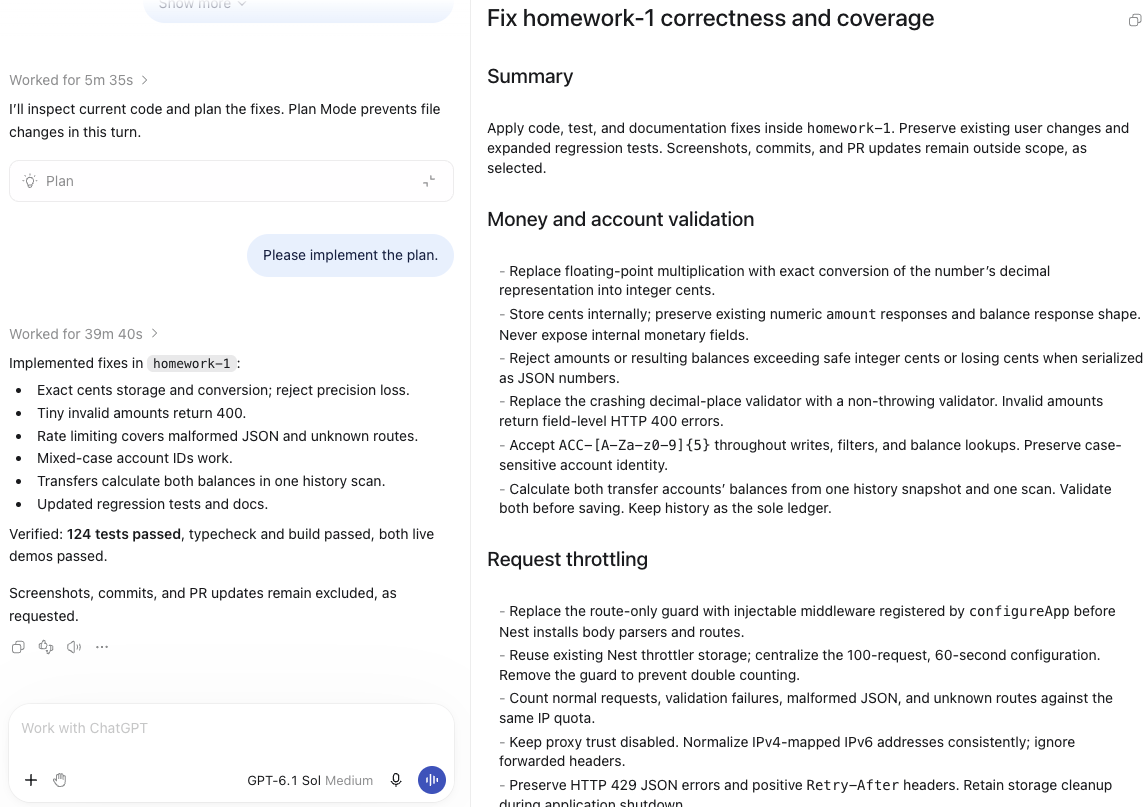 Show more
Worked for 5m 35s
I'll inspect current code and plan the fixes. Plan Mode prevents file
changes in this turn.
Plan
Please implement the plan.
Worked for 39m 40s
Implemented fixes in homework-1:
• Exact cents storage and conversion; reject precision loss.
• Tiny invalid amounts return 400.
• Rate limiting covers malformed JSON and unknown routes.
• Mixed-case account IDs work.
• Transfers calculate both balances in one history scan.
• Updated regression tests and docs.
Verified: 124 tests passed, typecheck and build passed, both live
demos passed.
Screenshots, commits, and PR updates remain excluded, as
requested.
Work with ChatGPT
GPT-6.1 Sol Medium
Fix homework-1 correctness and coverage
Summary
Apply code, test, and documentation fixes inside homework-1. Preserve existing user changes and
expanded regression tests. Screenshots, commits, and PR updates remain outside scope, as
selected.
Money and account validation
- Replace floating-point multiplication with exact conversion of the number's decimal
representation into integer cents.
- Store cents internally; preserve existing numeric amount responses and balance response shape.
Never expose internal monetary fields.
- Reject amounts or resulting balances exceeding safe integer cents or losing cents when serialized
as JSON numbers.
- Replace the crashing decimal-place validator with a non-throwing validator. Invalid amounts
return field-level HTTP 400 errors.
- Accept ACC-[A-Za-z0-9]{5} throughout writes, filters, and balance lookups. Preserve case-
sensitive account identity.
- Calculate both transfer accounts' balances from one history snapshot and one scan. Validate
both before saving. Keep history as the sole ledger.
Request throttling
- Replace the route-only guard with injectable middleware registered by configureApp before
Nest installs body parsers and routes.
- Reuse existing Nest throttler storage; centralize the 100-request, 60-second configuration.
Remove the guard to prevent double counting.
- Count normal requests, validation failures, malformed JSON, and unknown routes against the
same IP quota.
- Keep proxy trust disabled. Normalize IPv4-mapped IPv6 addresses consistently; ignore
forwarded headers.
- Preserve HTTP 429 JSON errors and positive Retry-After headers. Retain storage cleanup
during application shutdown.